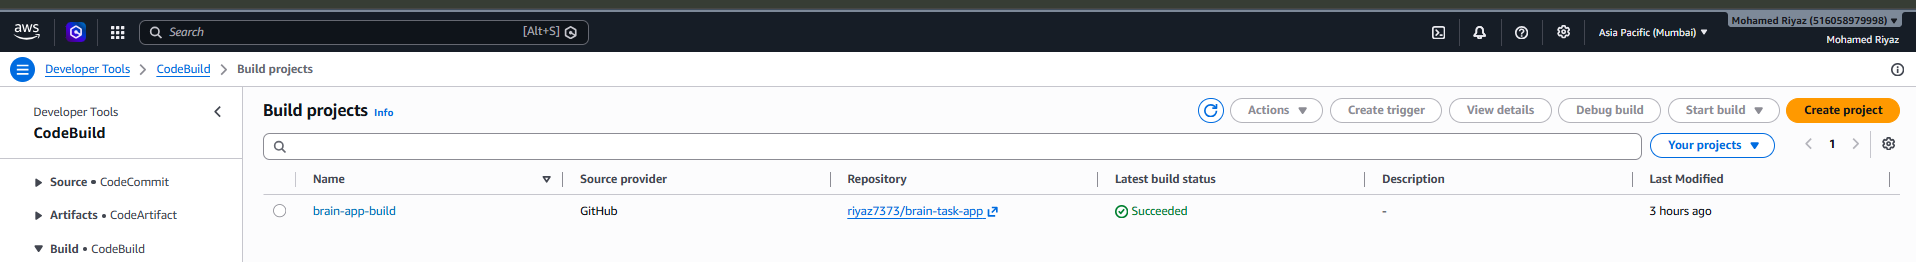 aws
Search
[Alt+S]
Asia Pacific (Mumbai)
Mohamed Riyaz (516058979998)
Mohamed Riyaz
Developer Tools
CodeBuild
Build projects
Developer Tools
CodeBuild
Source • CodeCommit
Artifacts • CodeArtifact
Build • CodeBuild
Build projects Info
Actions
Create trigger
View details
Debug build
Start build
Create project
Your projects
1
Name
Source provider
Repository
Latest build status
Description
Last Modified
brain-app-build
GitHub
riyaz7373/brain-task-app
Succeeded
-
3 hours ago